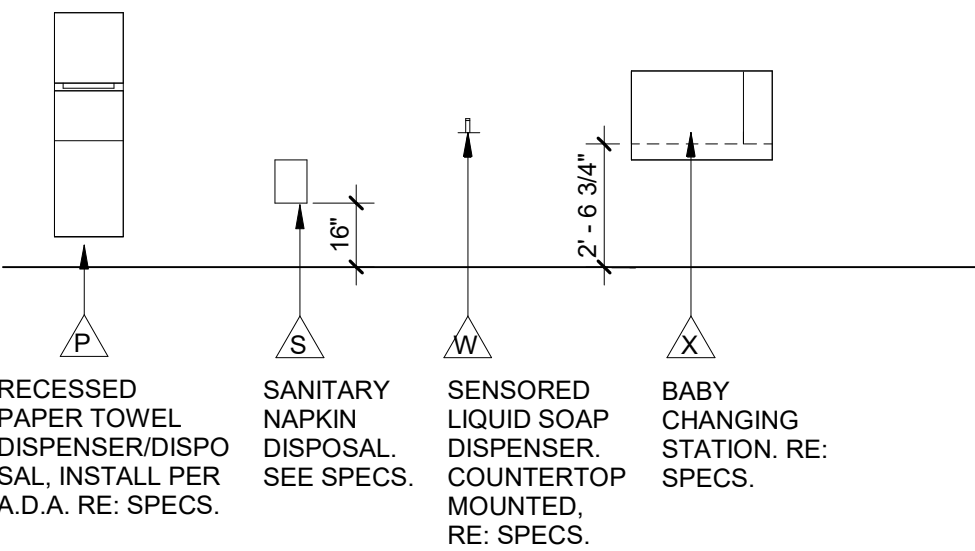 16"
2' - 6 3/4"
P
S
W
X
RECESSED
PAPER TOWEL
DISPENSER/DISPO
SAL, INSTALL PER
A.D.A. RE: SPECS.
SANITARY
NAPKIN
DISPOSAL.
SEE SPECS.
SENSORED
LIQUID SOAP
DISPENSER.
COUNTERTOP
MOUNTED,
RE: SPECS.
BABY
CHANGING
STATION. RE:
SPECS.